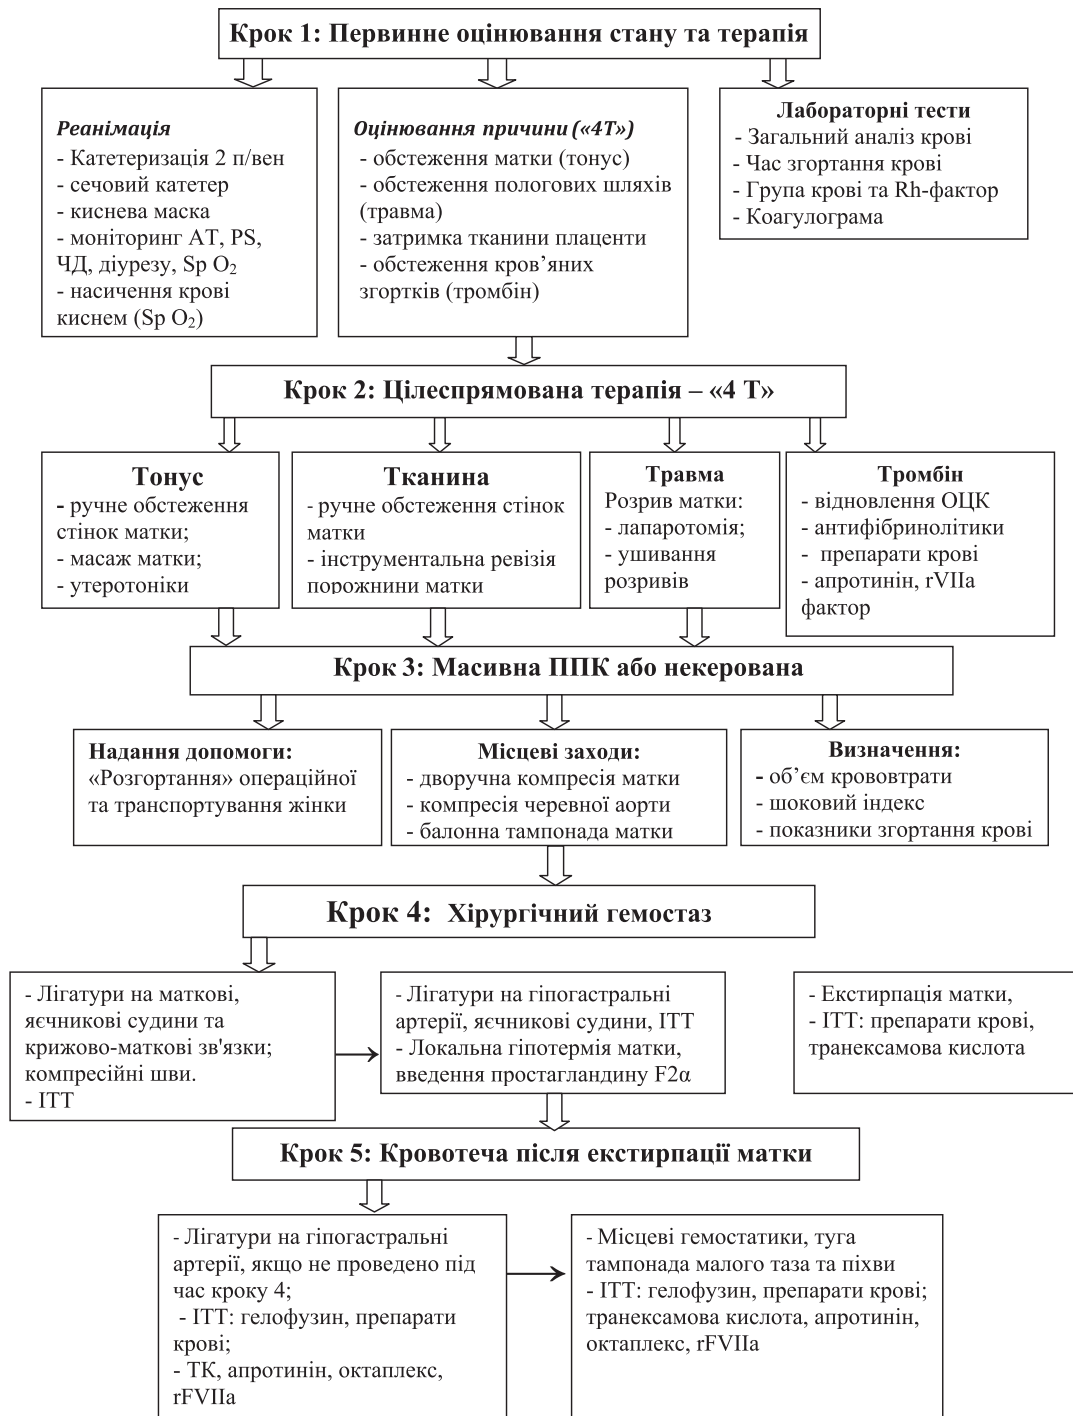 Крок 1: Первинне оцінювання стану та терапія
Реанімація
- Катетеризація 2 п/вен
- сечовий катетер
- киснева маска
- моніторинг АТ, PS,
ЧД, діурезу, Sp O₂
- насичення крові
киснем (Sp O₂)
Оцінювання причини («4Т»)
- обстеження матки (тонус)
- обстеження пологових шляхів
(травма)
- затримка тканини плаценти
- обстеження кров’яних
згортків (тромбін)
Лабораторні тести
- Загальний аналіз крові
- Час згортання крові
- Група крові та Rh-фактор
- Коагулограма
Крок 2: Цілеспрямована терапія – «4 Т»
Тонус
- ручне обстеження
стінок матки;
- масаж матки;
- утеротоніки
Тканина
- ручне обстеження стінок
матки
- інструментальна ревізія
порожнини матки
Травма
Розрив матки:
- лапаротомія;
- ушивання
розривів
Тромбін
- відновлення ОЦК
- антифібринолітики
- препарати крові
- апротинін, rVIIa
фактор
Крок 3: Масивна ППК або некерована
Надання допомоги:
«Розгортання» операційної
та транспортування жінки
Місцеві заходи:
- дворучна компресія матки
- компресія черевної аорти
- балонна тампонада матки
Визначення:
- об’єм крововтрати
- шоковий індекс
- показники згортання крові
Крок 4: Хірургічний гемостаз
- Лігатури на маткові,
яєчникові судини та
крижово-маткові зв'язки;
компресійні шви.
- ІТТ
- Лігатури на гіпогастральні
артерії, яєчникові судини, ІТТ
- Локальна гіпотермія матки,
введення простагландину F2α
- Екстирпація матки,
- ІТТ: препарати крові,
транексамова кислота
Крок 5: Кровотеча після екстирпації матки
- Лігатури на гіпогастральні
артерії, якщо не проведено під
час кроку 4;
- ІТТ: гелофузин, препарати
крові;
- ТК, апротинін, октаплекс,
rFVIIa
- Місцеві гемостатики, туга
тампонада малого таза та піхви
- ІТТ: гелофузин, препарати крові;
транексамова кислота, апротинін,
октаплекс, rFVIIa